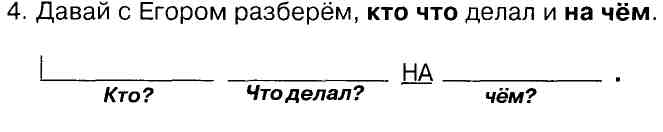 4. Давай с Егором разберём, кто что делал и на чём.
НА .
Кто? Что делал? чём?